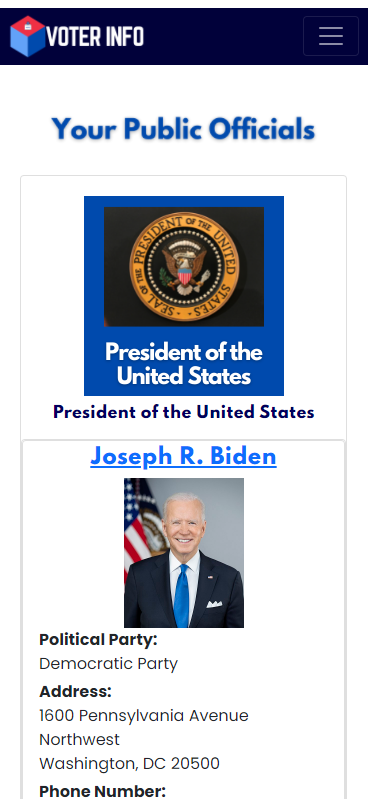 VOTER INFO
Your Public Officials
SEAL OF THE PRESIDENT OF THE UNITED STATES
President of the
United States
President of the United States
Joseph R. Biden
Political Party:
Democratic Party
Address:
1600 Pennsylvania Avenue
Northwest
Washington, DC 20500
Phone Number: